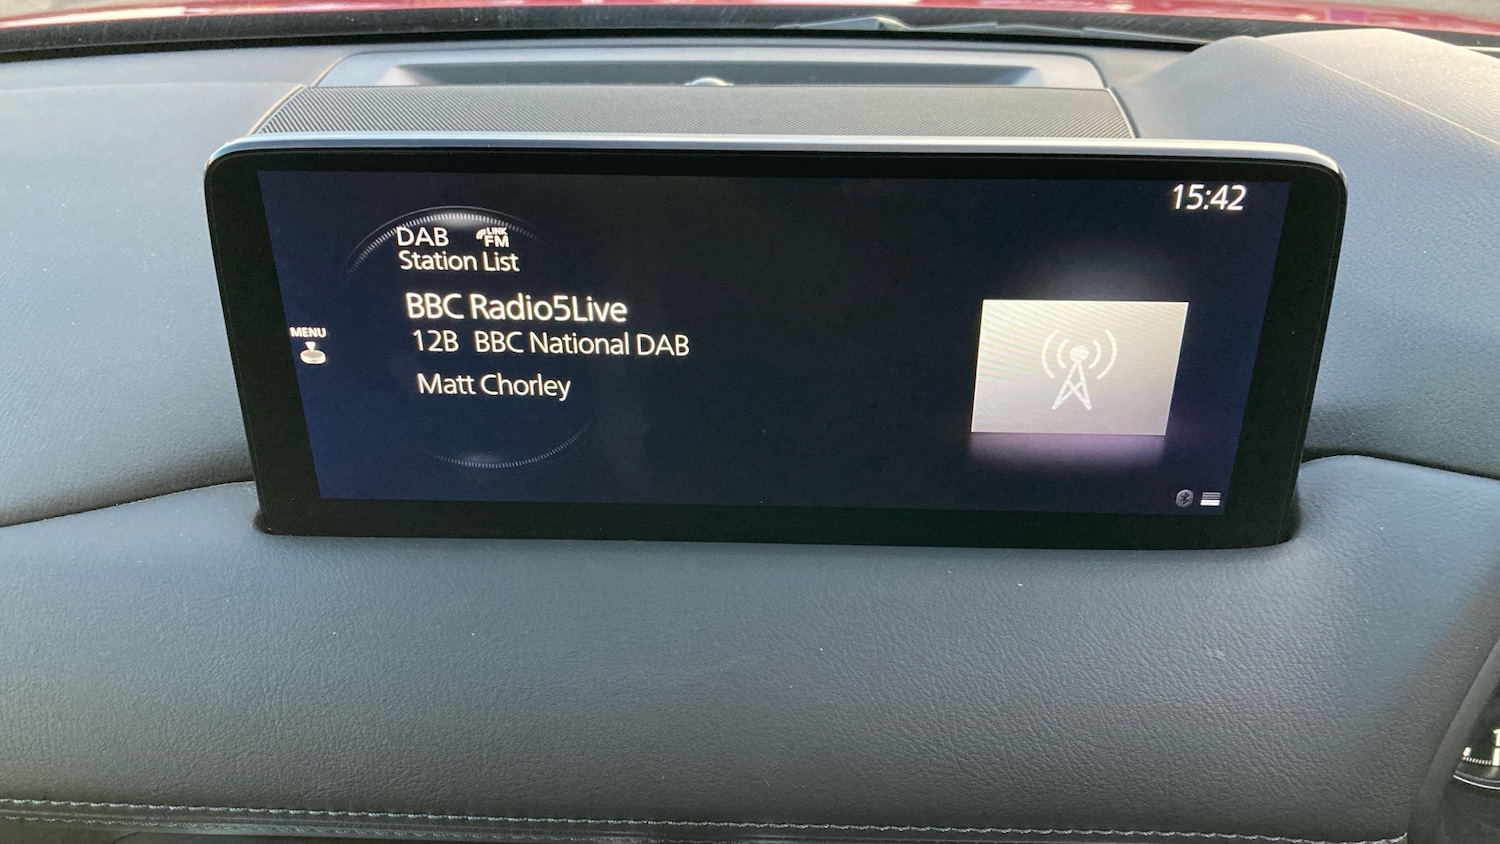 15:42
DAB LINK FM
Station List
BBC Radio5Live
12B BBC National DAB
Matt Chorley
MENU